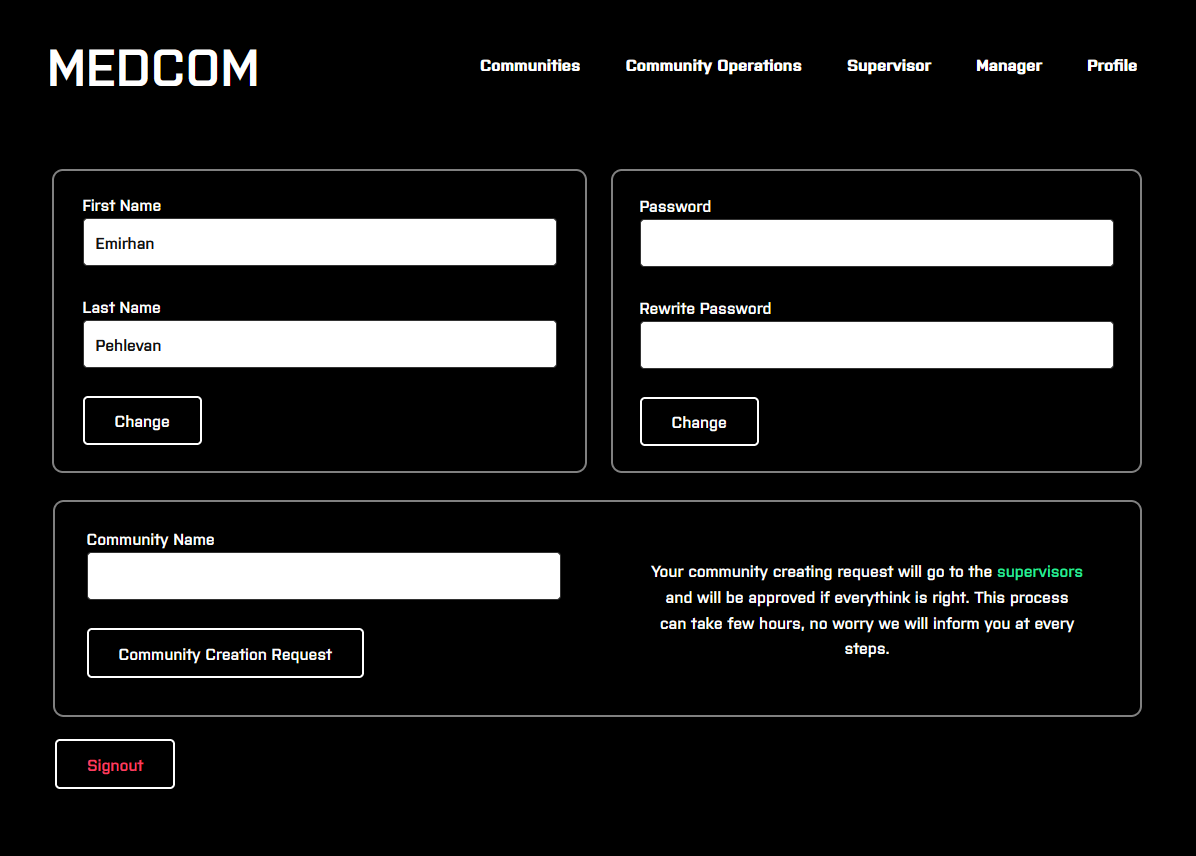 MEDCOM
Communities
Community Operations
Supervisor
Manager
Profile
First Name
Emirhan
Last Name
Pehlevan
Change
Password
Rewrite Password
Change
Community Name
Community Creation Request
Your community creating request will go to the supervisors
and will be approved if everythink is right. This process
can take few hours, no worry we will inform you at every
steps.
Signout